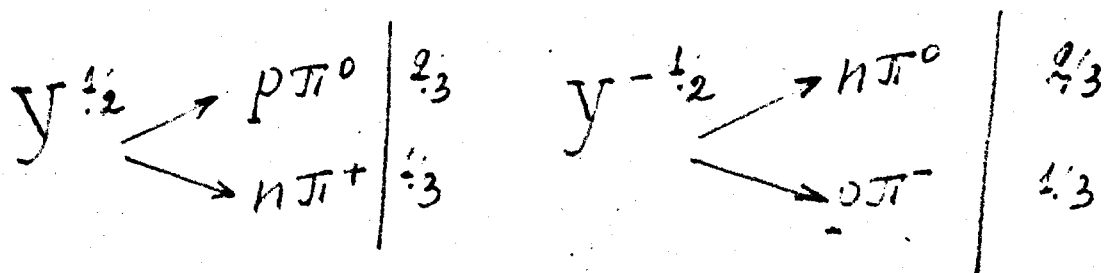 y^{1/2} → pπ⁰ | 2/3
→ nπ⁺ | 1/3
y^{-1/2} → nπ⁰ | 2/3
→ pπ⁻ | 1/3